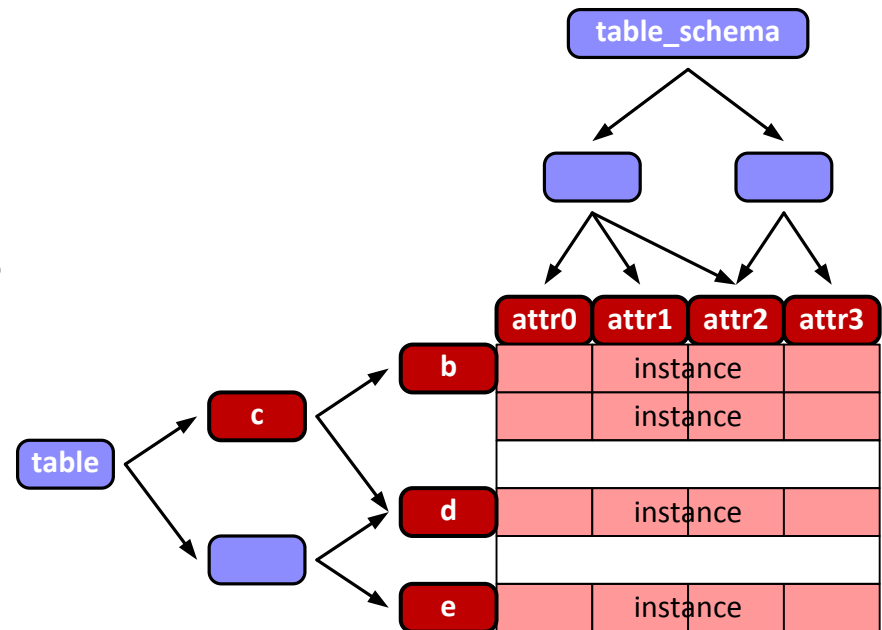 table_schema
attr0 attr1 attr2 attr3
b instance
c instance
table
d instance
e instance